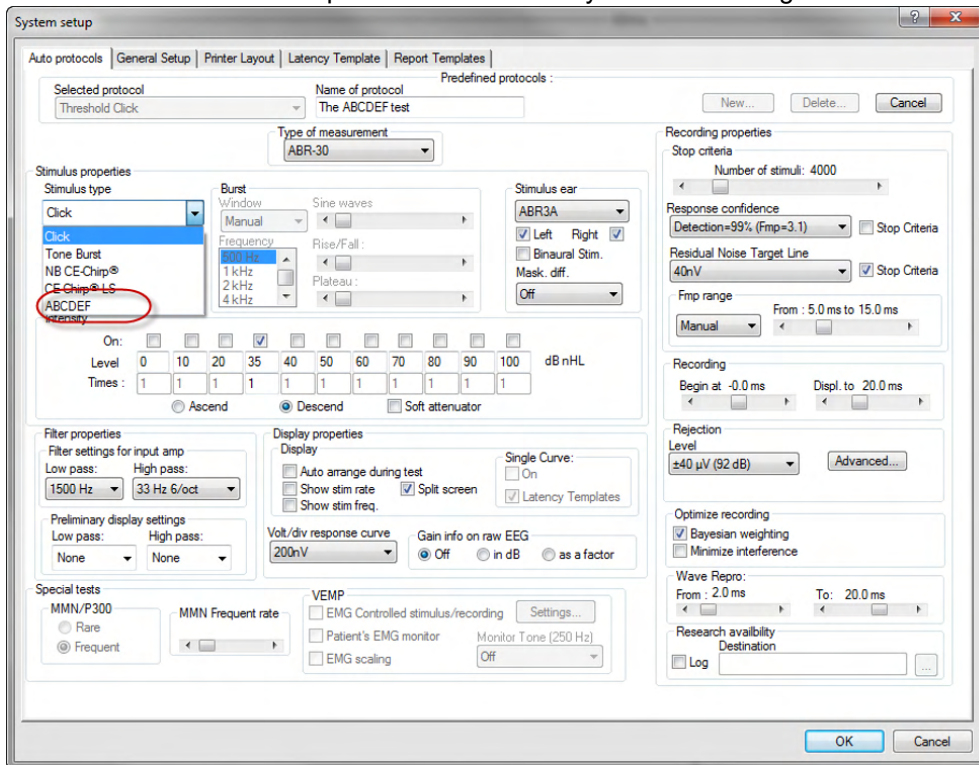 System setup
Auto protocols General Setup Printer Layout Latency Template Report Templates
Predefined protocols :
Selected protocol Name of protocol
Threshold Click The ABCDEF test New... Delete... Cancel
Type of measurement
ABR-30
Stimulus properties
Stimulus type
Click
Click
Tone Burst
NB CE-Chirp®
CE-Chirp® LS
ABCDEF
Intensity
Burst
Window Sine waves
Manual
Frequency Rise/Fall :
500 Hz
1 kHz
2 kHz Plateau :
4 kHz
Stimulus ear
ABR3A
Left Right
Binaural Stim.
Mask. diff.
Off
On:
Level 0 10 20 35 40 50 60 70 80 90 100 dB nHL
Times : 1 1 1 1 1 1 1 1 1 1 1
Ascend Descend Soft attenuator
Filter properties
Filter settings for input amp
Low pass: High pass:
1500 Hz 33 Hz 6/oct
Preliminary display settings
Low pass: High pass:
None None
Display properties
Display
Auto arrange during test
Show stim rate Split screen
Show stim freq.
Single Curve:
On
Latency Templates
Volt/div response curve
200nV
Gain info on raw EEG
Off in dB as a factor
Special tests
MMN/P300
Rare
Frequent
MMN Frequent rate
VEMP
EMG Controlled stimulus/recording Settings...
Patient's EMG monitor Monitor Tone (250 Hz)
EMG scaling Off
Recording properties
Stop criteria
Number of stimuli: 4000
Response confidence
Detection=99% (Fmp=3.1) Stop Criteria
Residual Noise Target Line
40nV Stop Criteria
Fmp range
From : 5.0 ms to 15.0 ms
Manual
Recording
Begin at -0.0 ms Displ. to 20.0 ms
Rejection
Level
±40 µV (92 dB) Advanced...
Optimize recording
Bayesian weighting
Minimize interference
Wave Repro:
From : 2.0 ms To: 20.0 ms
Research availbility
Destination
Log ...
OK Cancel